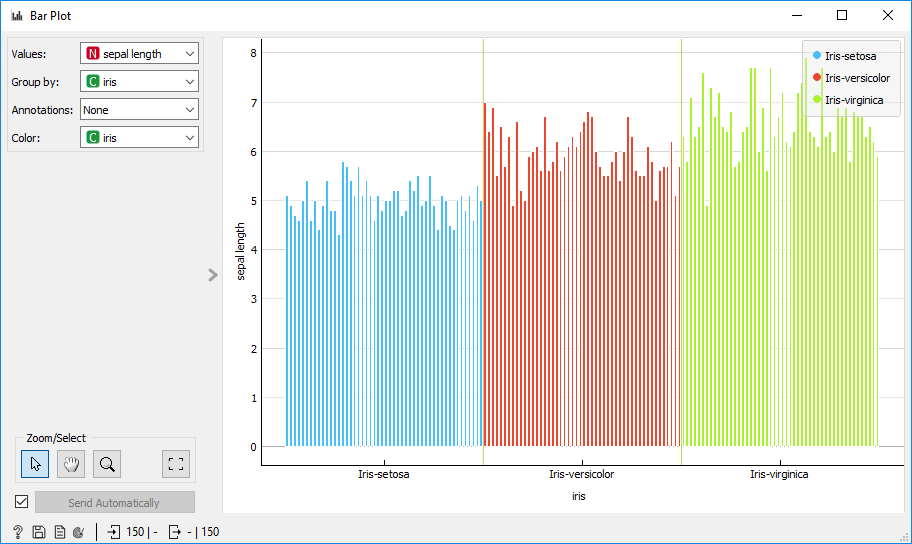 Bar Plot
Values: N sepal length
Group by: C iris
Annotations: None
Color: C iris
Zoom/Select
Send Automatically
? 150 | - - | 150
8
7
6
5
4
3
2
1
0
sepal length
Iris-setosa Iris-versicolor Iris-virginica
iris
Iris-setosa
Iris-versicolor
Iris-virginica